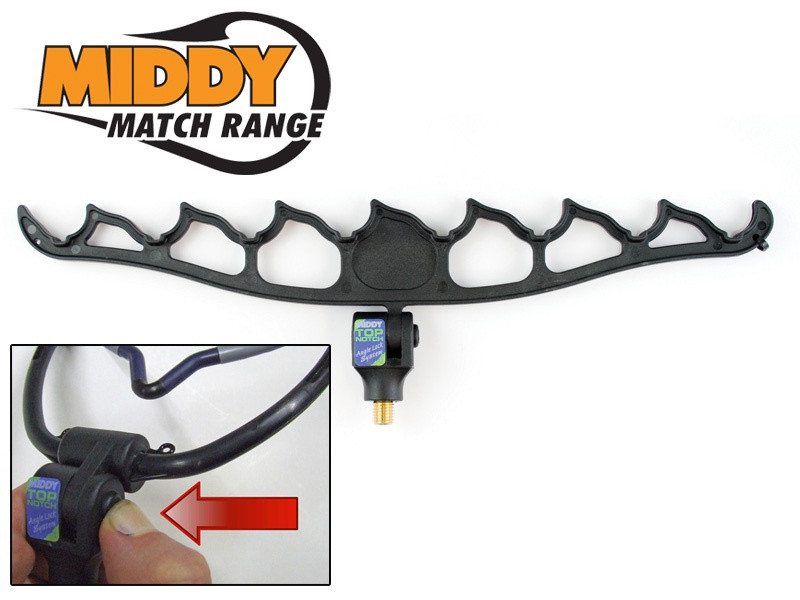 MIDDY
MATCH RANGE
MIDDY
TOP
NOTCH
Angle Lock
System
MIDDY
TOP
NOTCH
Angle Lock
System